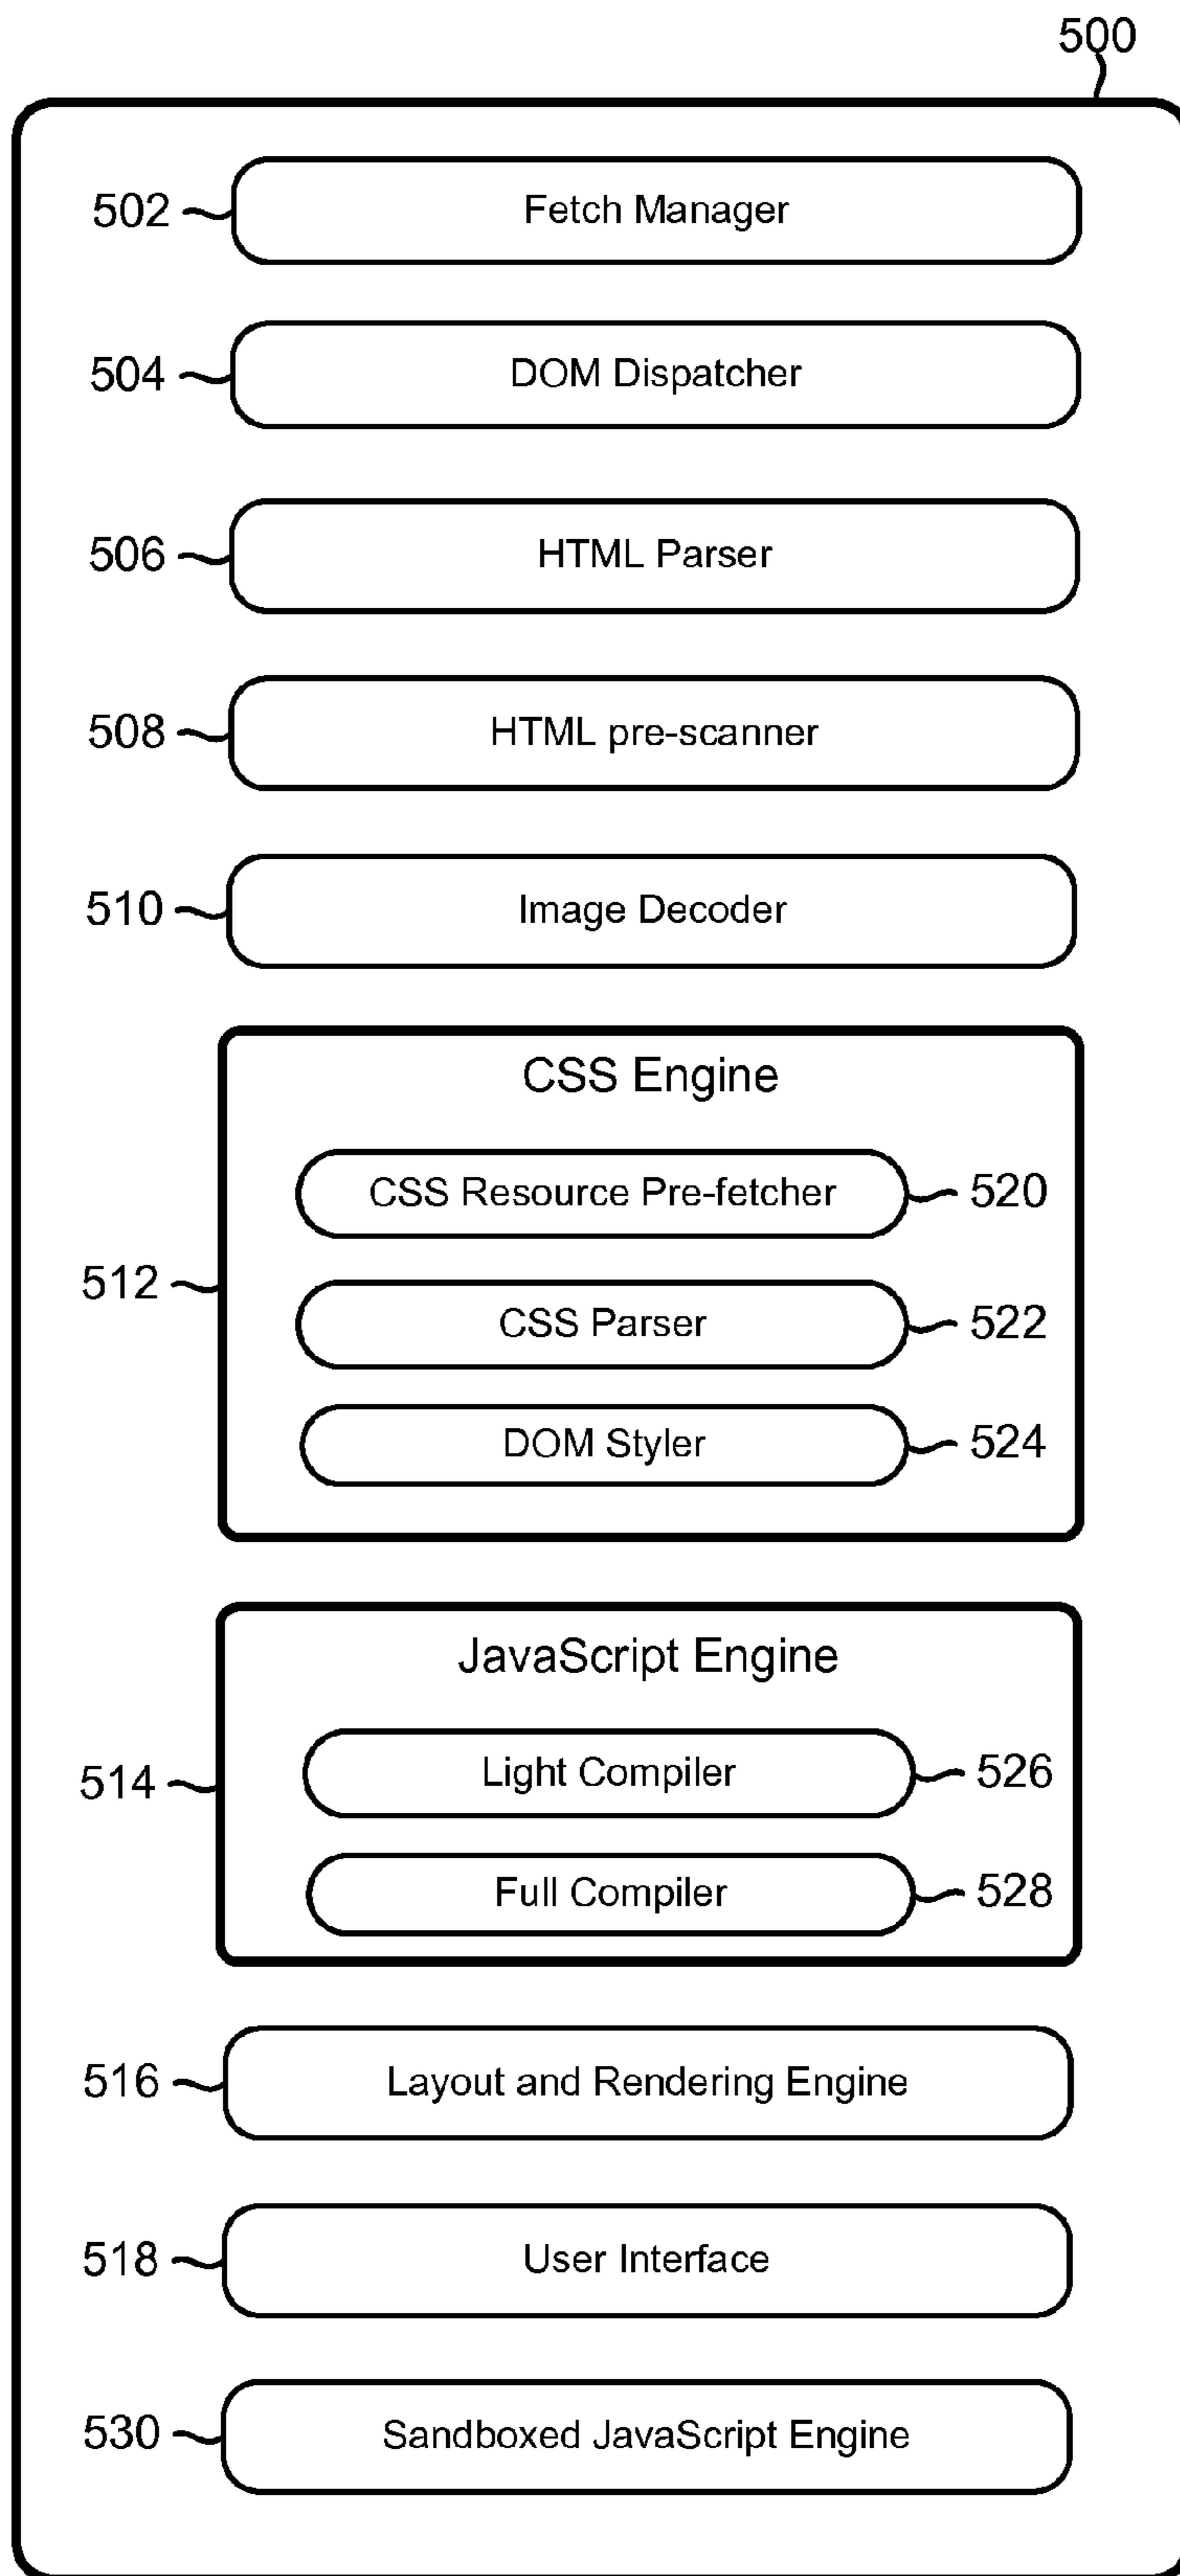 500
502 Fetch Manager
504 DOM Dispatcher
506 HTML Parser
508 HTML pre-scanner
510 Image Decoder
CSS Engine
CSS Resource Pre-fetcher 520
512
CSS Parser 522
DOM Styler 524
JavaScript Engine
Light Compiler 526
514
Full Compiler 528
516 Layout and Rendering Engine
518 User Interface
530 Sandboxed JavaScript Engine